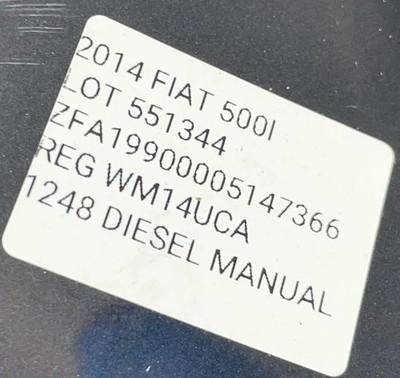 2014 FIAT 500l
LOT 551344
ZFA19900005147366
REG WM14UCA
1248 DIESEL MANUAL